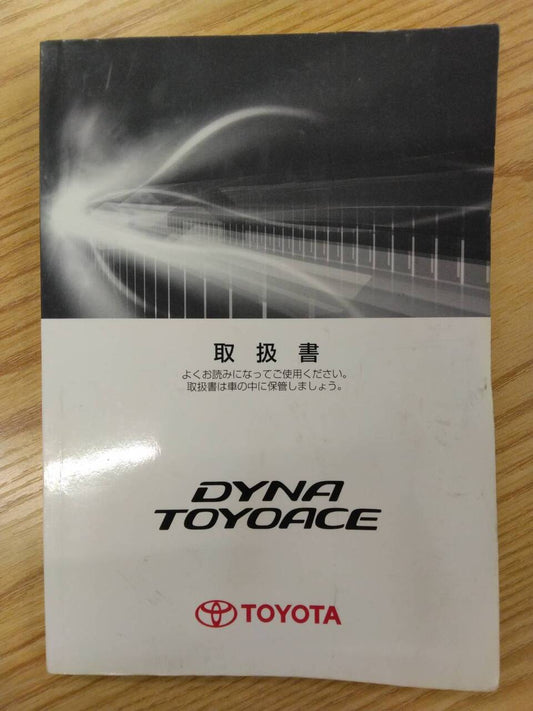 取扱書
よくお読みになってご使用ください。
取扱書は車の中に保管しましょう。
DYNA
TOYOACE
TOYOTA